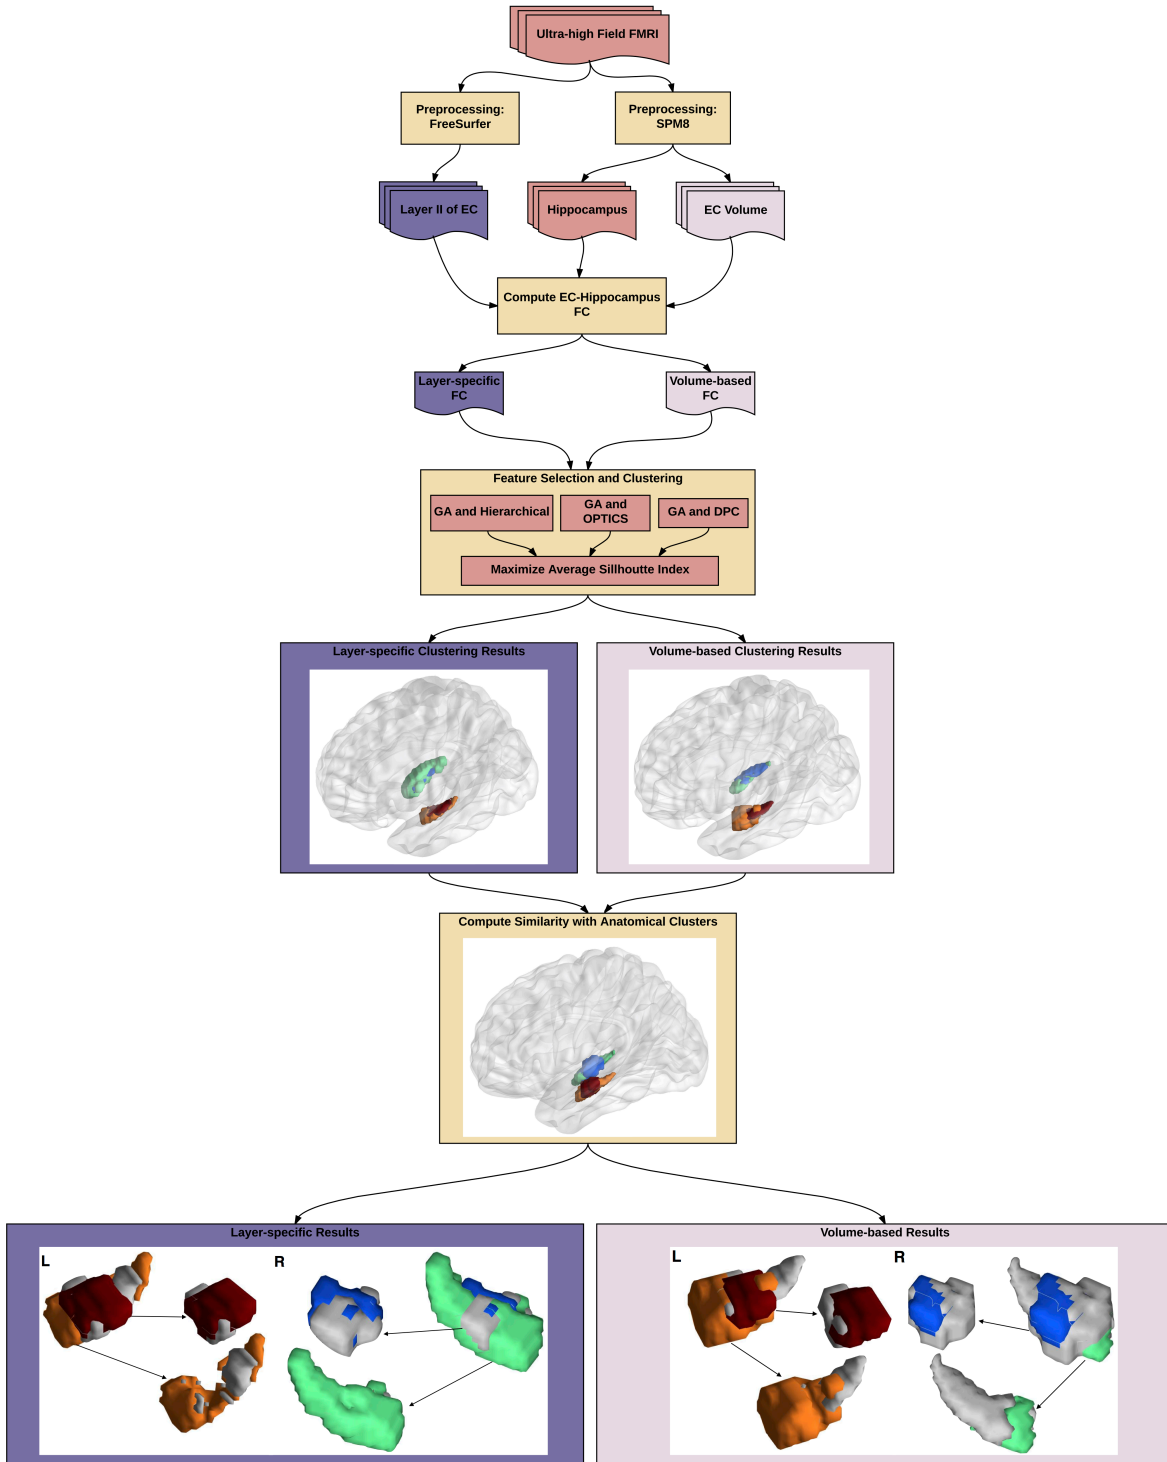 Ultra-high Field FMRI
Preprocessing:
FreeSurfer
Preprocessing:
SPM8
Layer II of EC
Hippocampus
EC Volume
Compute EC-Hippocampus
FC
Layer-specific
FC
Volume-based
FC
Feature Selection and Clustering
GA and Hierarchical
GA and
OPTICS
GA and DPC
Maximize Average Sillhoutte Index
Layer-specific Clustering Results
Volume-based Clustering Results
Compute Similarity with Anatomical Clusters
Layer-specific Results
L
R
Volume-based Results
L
R